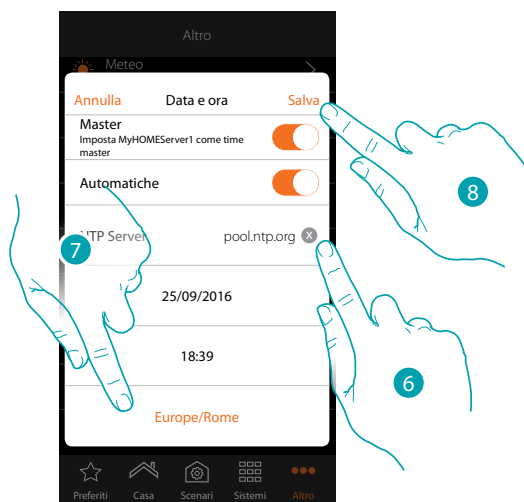 Altro
Meteo
Annulla Data e ora Salva
Master
Imposta MyHOMEServer1 come time
master
Automatiche
NTP Server pool.ntp.org X
25/09/2016
18:39
Europe/Rome
Preferiti Casa Scenari Sistemi Altro
7
8
6